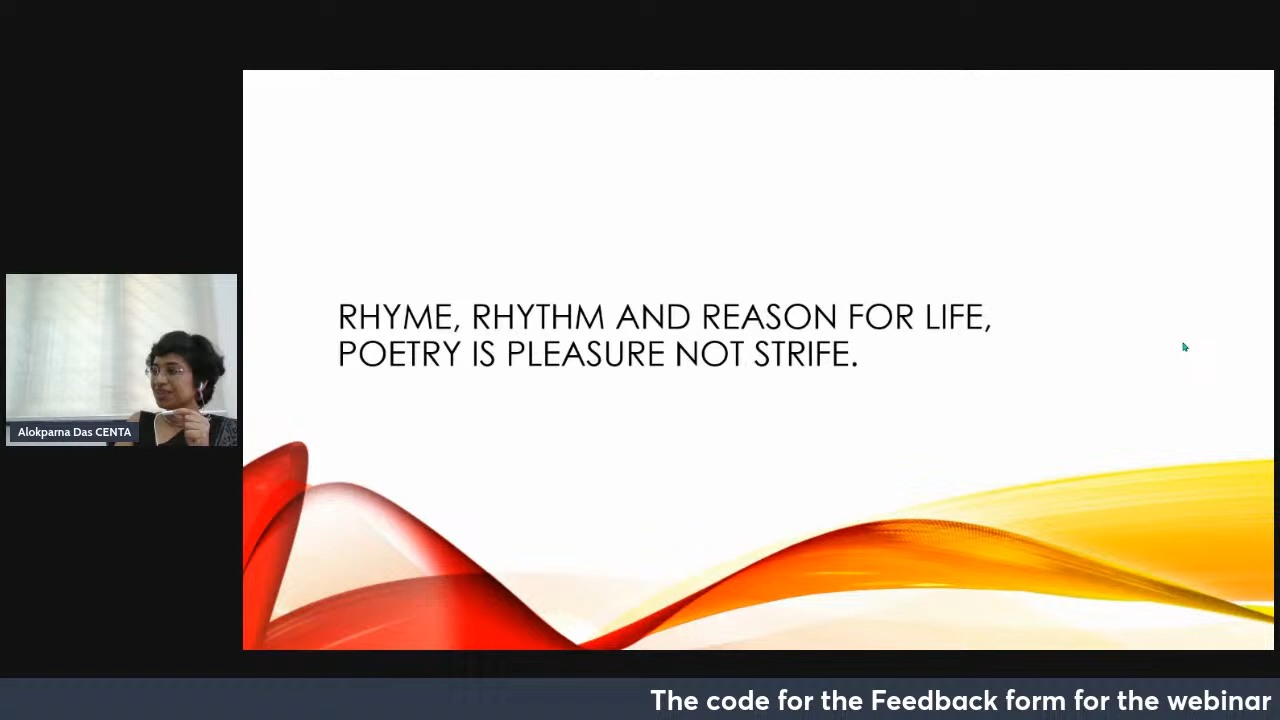 RHYME, RHYTHM AND REASON FOR LIFE,
POETRY IS PLEASURE NOT STRIFE.
Alokparna Das CENTA
The code for the Feedback form for the webinar